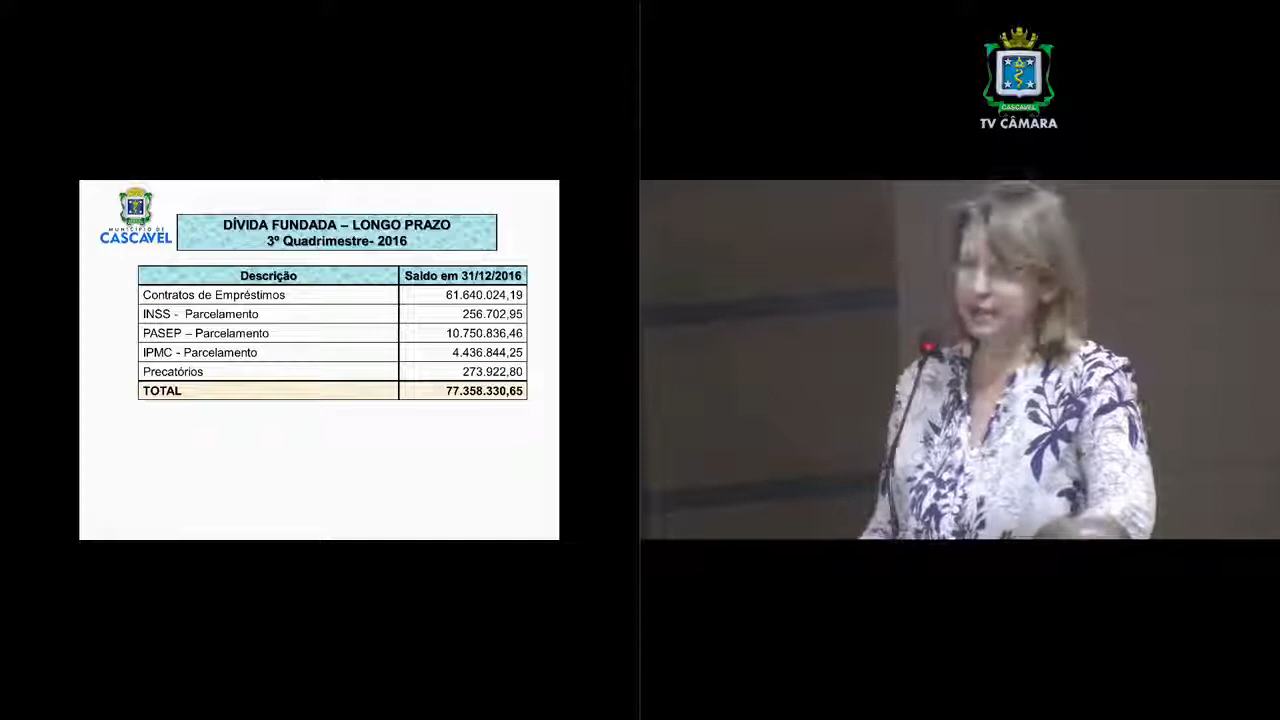 MUNICÍPIO DE
CASCAVEL
DÍVIDA FUNDADA – LONGO PRAZO
3º Quadrimestre- 2016
Descrição Saldo em 31/12/2016
Contratos de Empréstimos 61.640.024,19
INSS - Parcelamento 256.702,95
PASEP – Parcelamento 10.750.836,46
IPMC - Parcelamento 4.436.844,25
Precatórios 273.922,80
TOTAL 77.358.330,65
CASCAVEL
TV CÂMARA